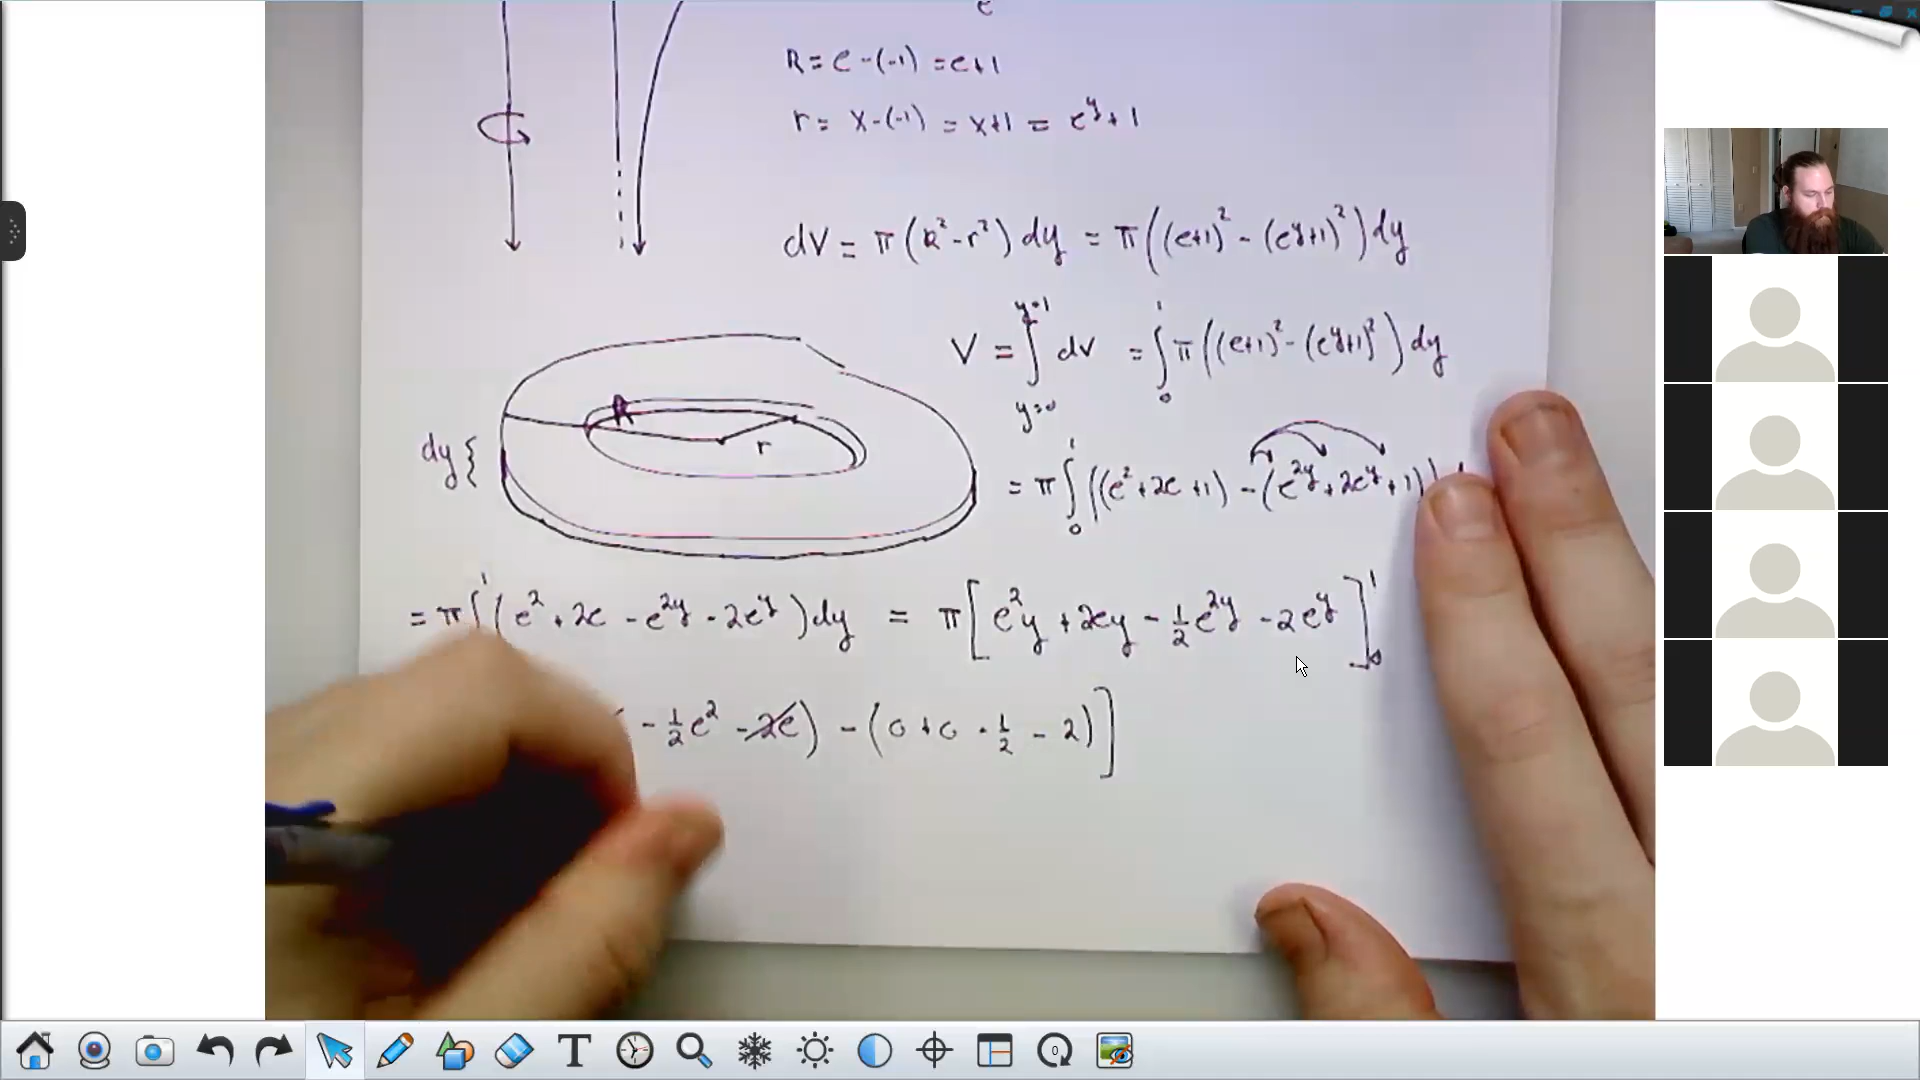 e
R = e - (-1) = e+1
r = x - (-1) = x+1 = e^y + 1
dV = π(R² - r²) dy = π((e+1)² - (e^y+1)²) dy
V = ∫_{y=0}^{y=1} dV = ∫_0^1 π((e+1)² - (e^y+1)²) dy
R
r
dy {
= π ∫_0^1 ((e² + 2e + 1) - (e^{2y} + 2e^y + 1))
= π ∫^1 (e² + 2e - e^{2y} - 2e^y) dy = π [e²y + 2ey - ½e^{2y} - 2e^y]_0^1
- ½e² - 2e) - (0 + 0 - ½ - 2)]
T
0